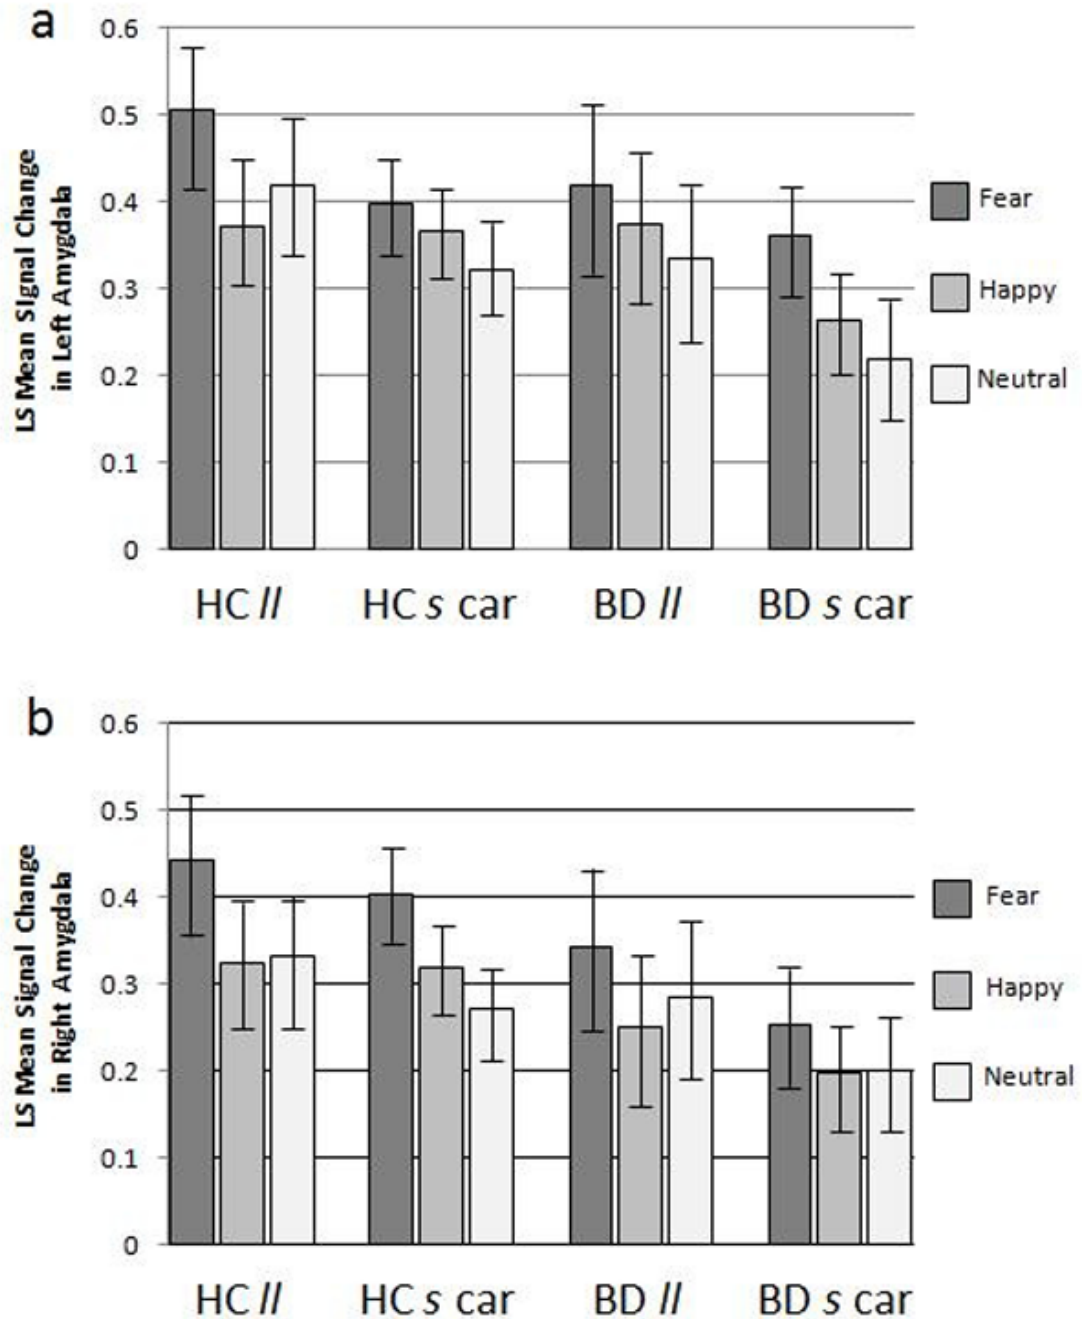 a
LS Mean Signal Change
in Left Amygdala
0.6
0.5
0.4
0.3
0.2
0.1
0
HC ll
HC s car
BD ll
BD s car
Fear
Happy
Neutral
b
LS Mean Signal Change
in Right Amygdala
0.6
0.5
0.4
0.3
0.2
0.1
0
HC ll
HC s car
BD ll
BD s car
Fear
Happy
Neutral